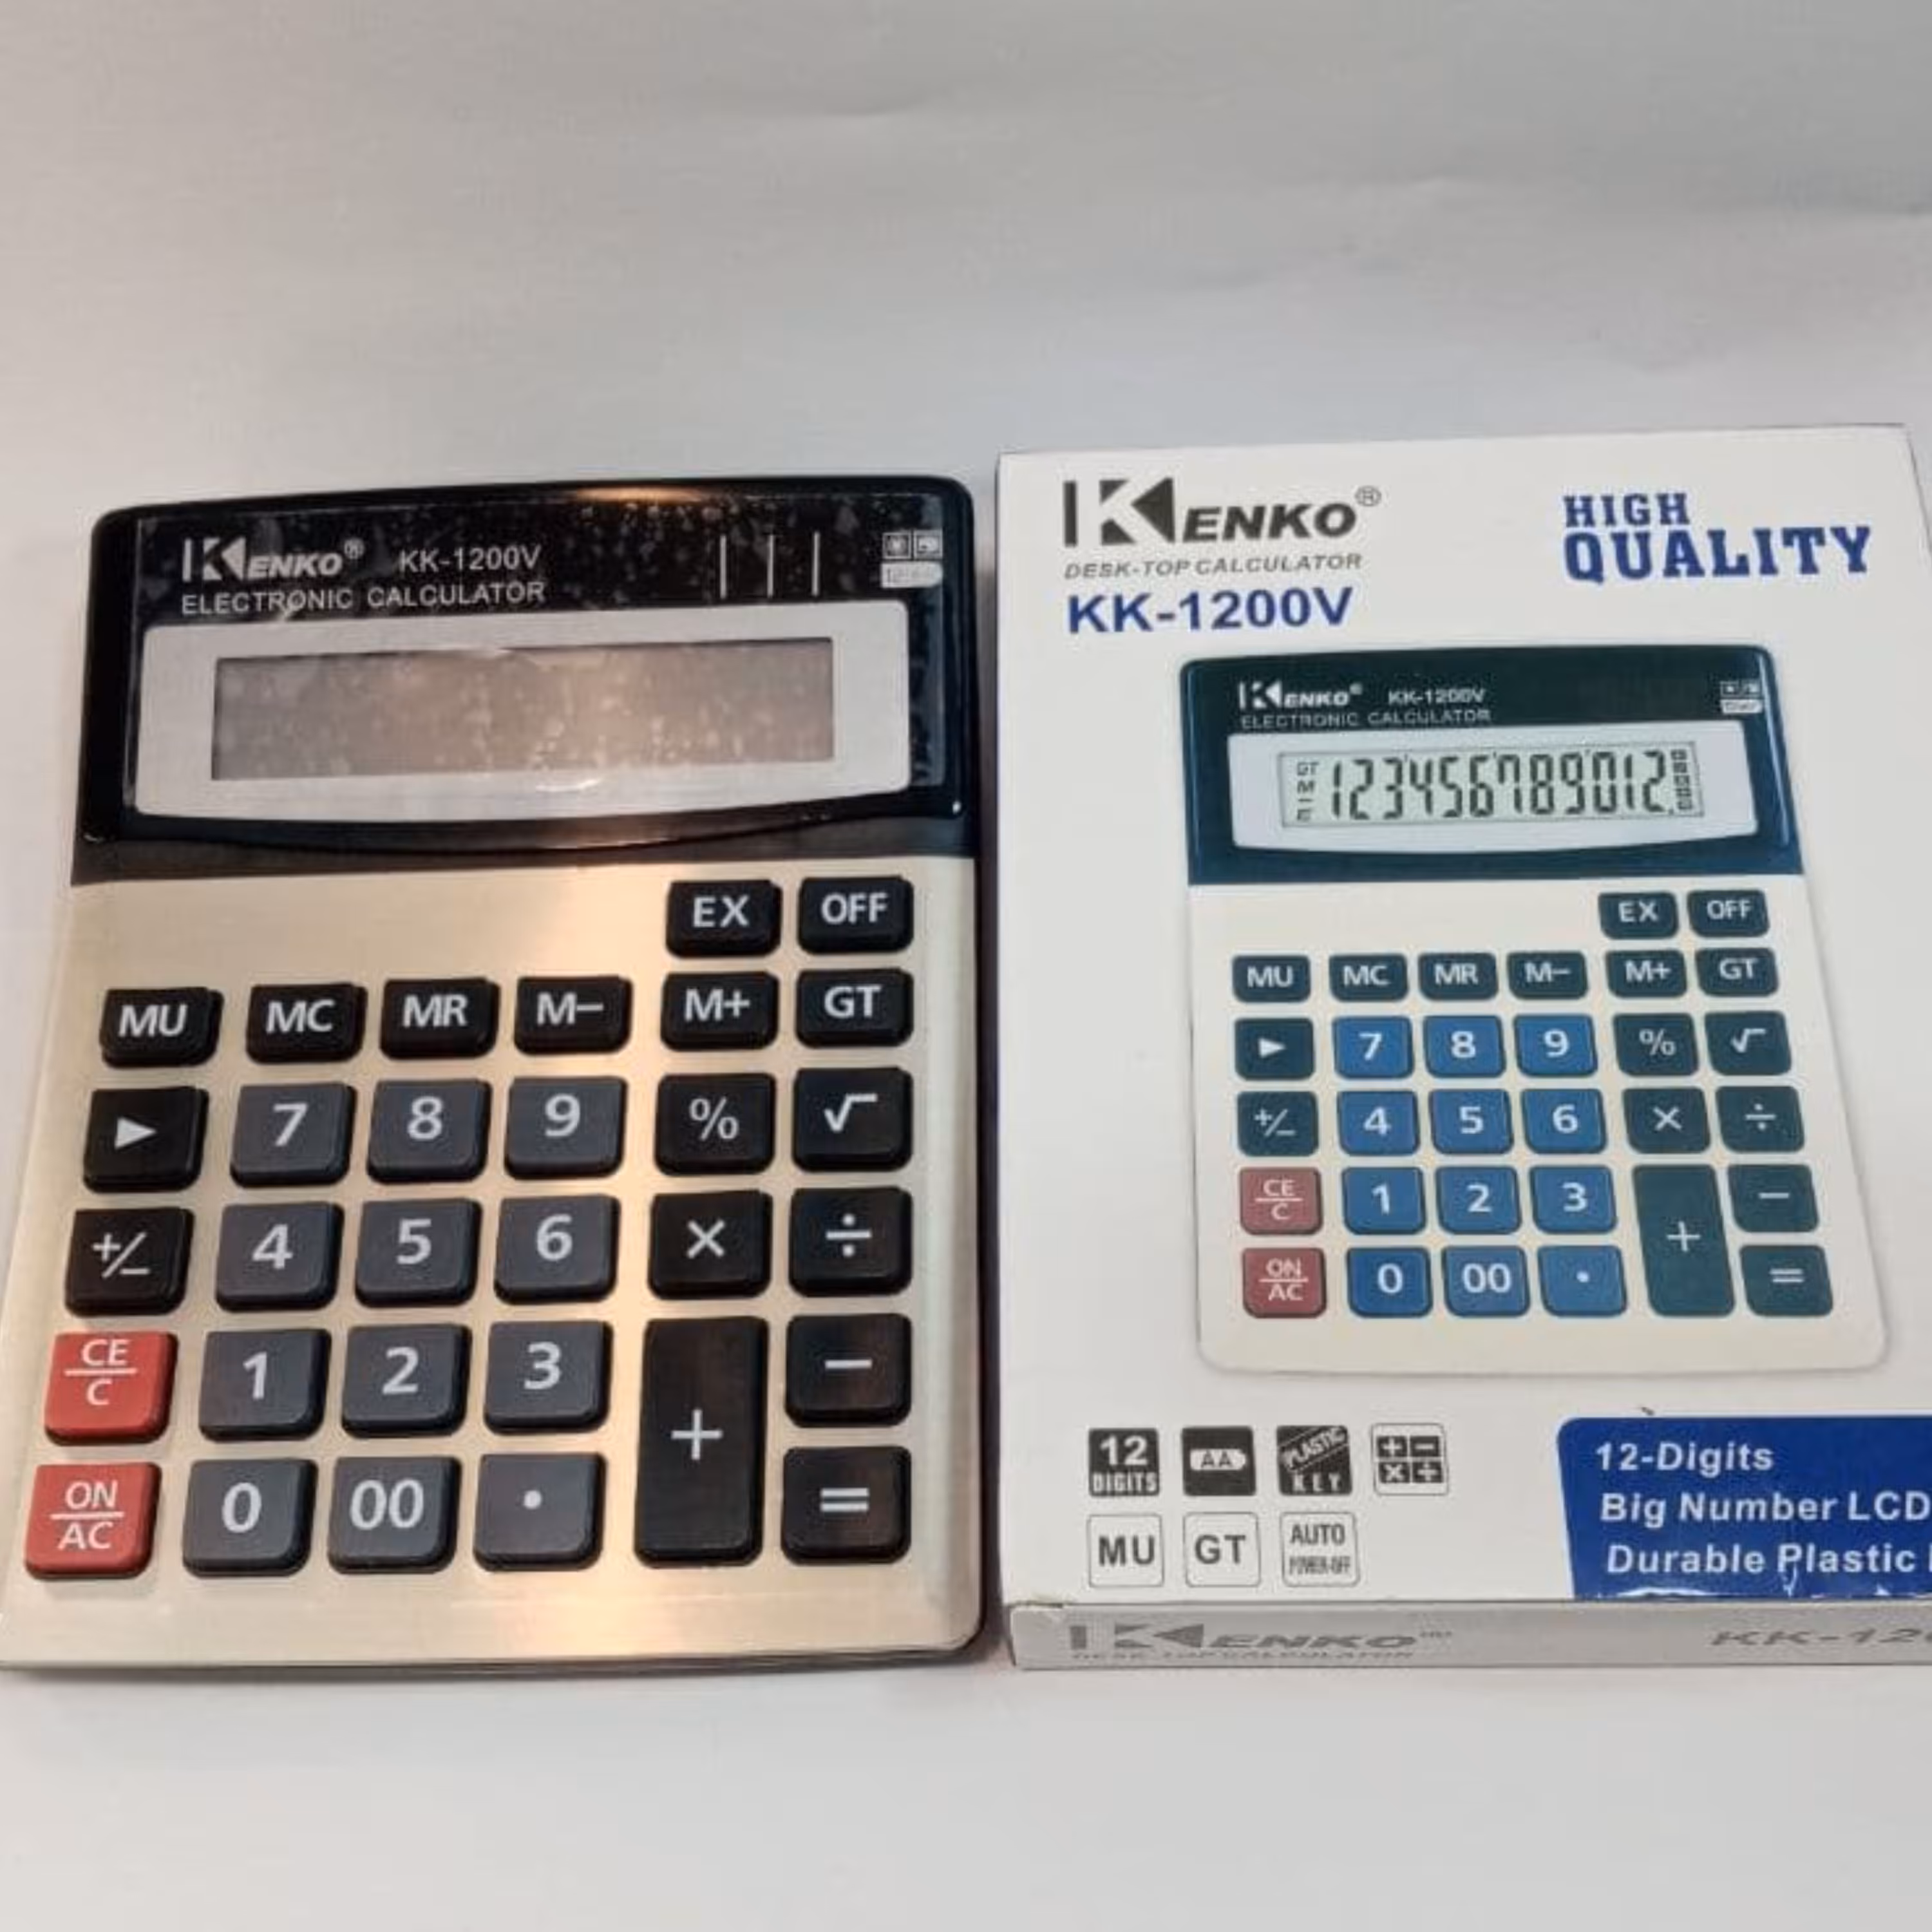 KENKO® KK-1200V
ELECTRONIC CALCULATOR
EX OFF
MU MC MR M− M+ GT
▶ 7 8 9 % √
+/− 4 5 6 × ÷
CE/C 1 2 3 + −
ON/AC 0 00 . =
KENKO®
DESK-TOP CALCULATOR
KK-1200V
HIGH
QUALITY
KENKO® KK-1200V
ELECTRONIC CALCULATOR
GT
M
−
E
123456789012
EX OFF
MU MC MR M− M+ GT
▶ 7 8 9 % √
+/− 4 5 6 × ÷
CE/C 1 2 3 + −
ON/AC 0 00 . =
12 DIGITS
AA
PLASTIC KEY
+ − × ÷
MU
GT
AUTO POWER-OFF
12-Digits
Big Number LCD
Durable Plastic
KENKO
DESK-TOP CALCULATOR
KK-12